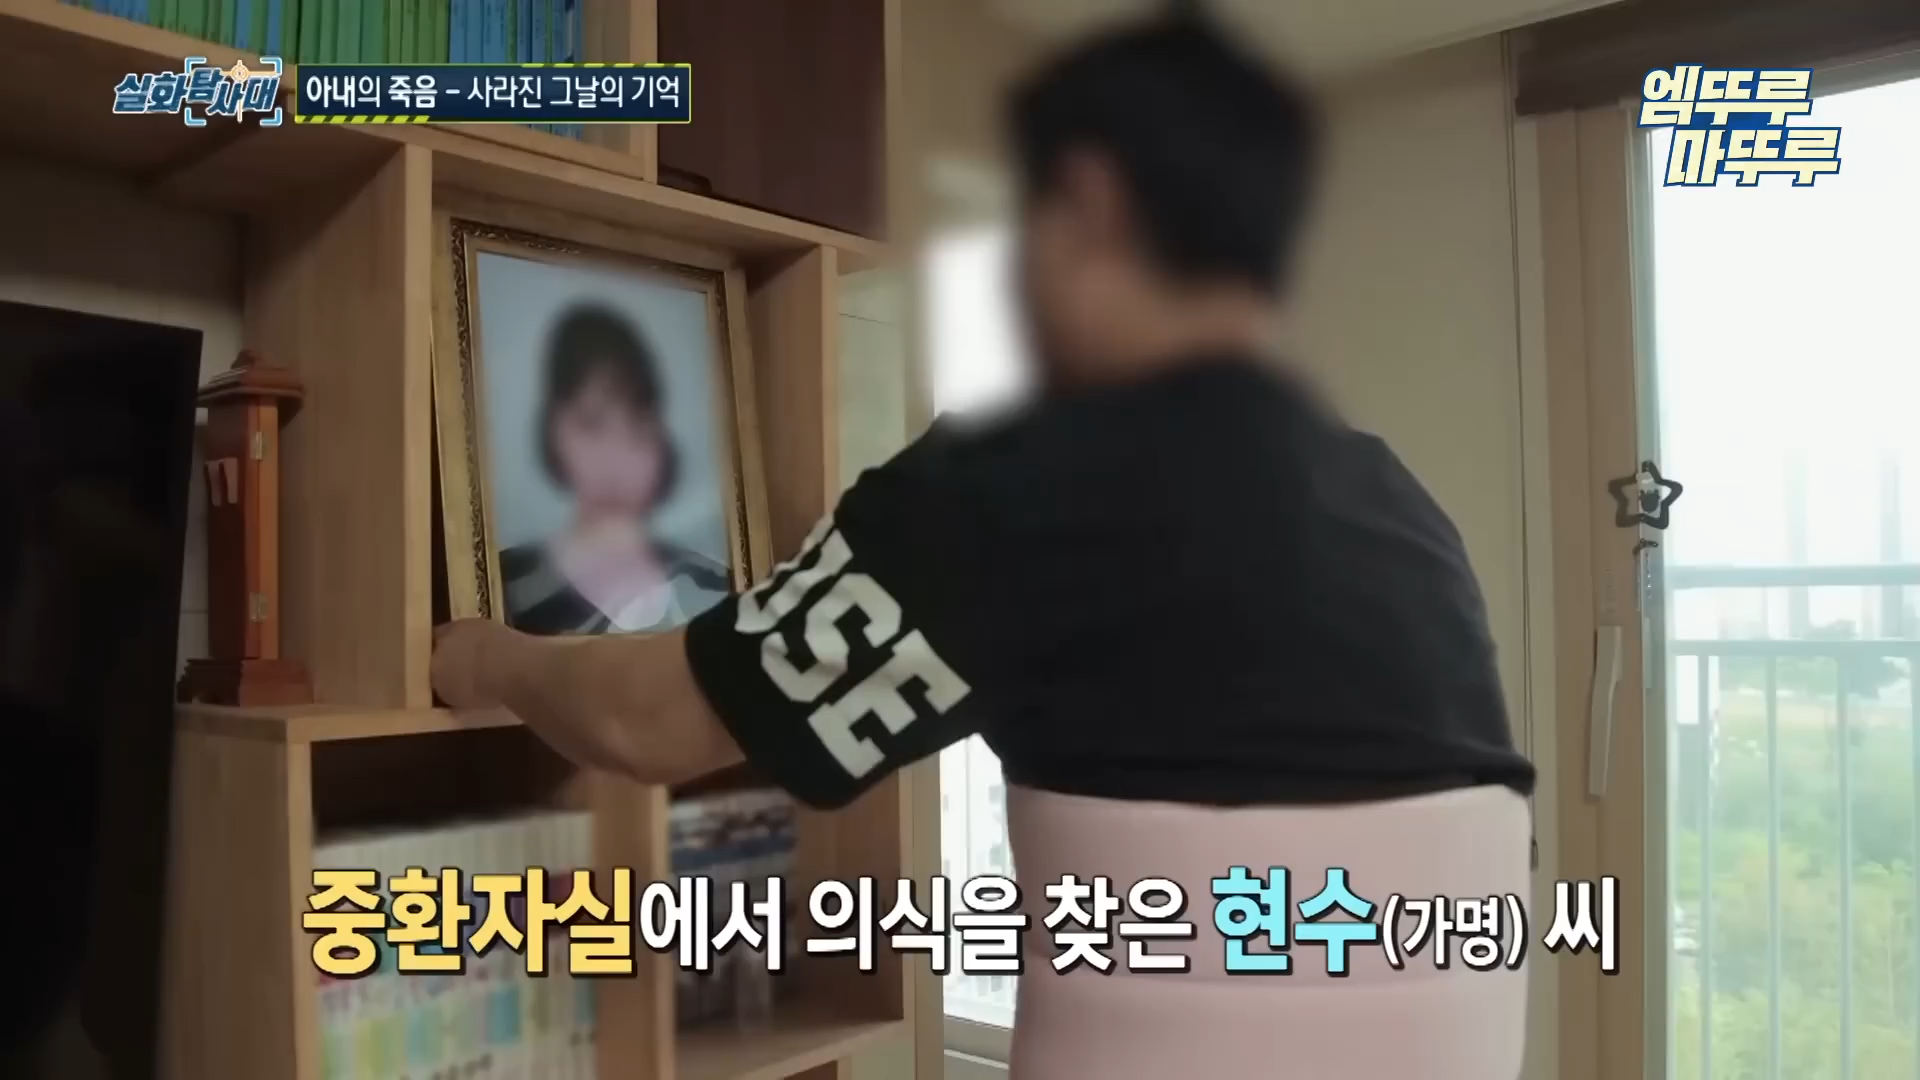 실화탐사대
아내의 죽음 - 사라진 그날의 기억
엠뚜루
마뚜루
USE
중환자실에서 의식을 찾은 현수(가명) 씨